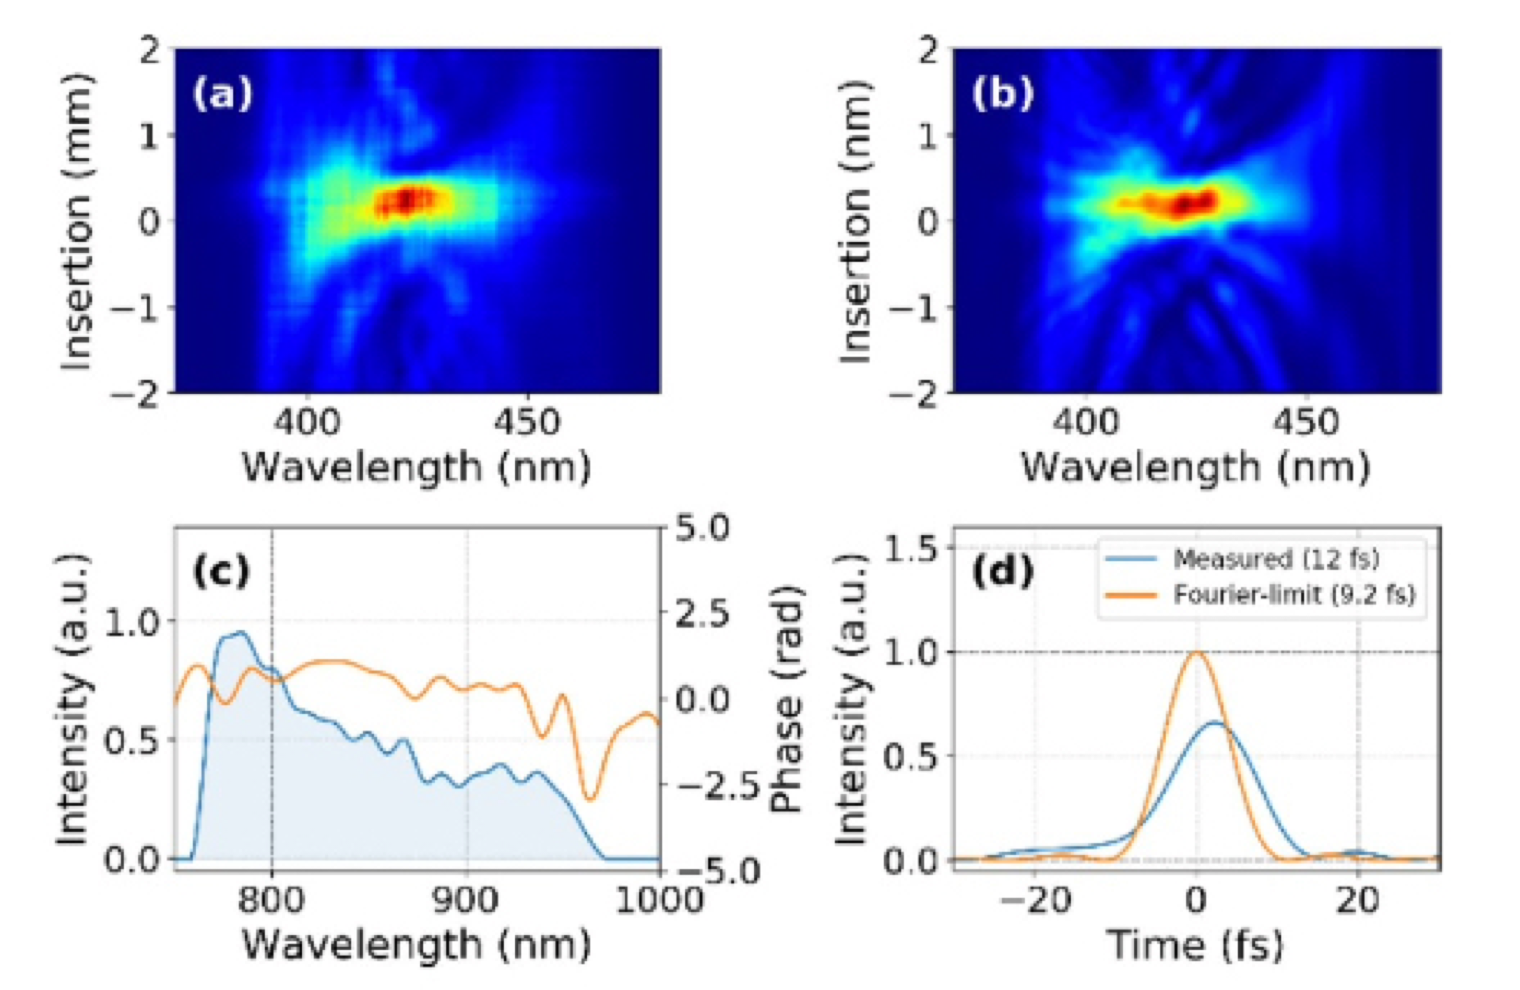 (a)
2
1
0
−1
−2
Insertion (mm)
400 450
Wavelength (nm)
(b)
2
1
0
−1
−2
Insertion (nm)
400 450
Wavelength (nm)
(c)
1.0
0.5
0.0
Intensity (a.u.)
5.0
2.5
0.0
−2.5
−5.0
Phase (rad)
800 900 1000
Wavelength (nm)
(d)
Measured (12 fs)
Fourier-limit (9.2 fs)
1.5
1.0
0.5
0.0
Intensity (a.u.)
−20 0 20
Time (fs)